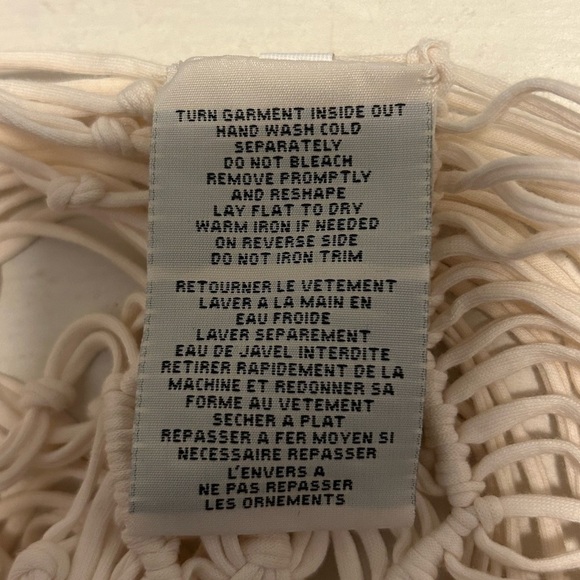 TURN GARMENT INSIDE OUT
HAND WASH COLD
SEPARATELY
DO NOT BLEACH
REMOVE PROMPTLY
AND RESHAPE
LAY FLAT TO DRY
WARM IRON IF NEEDED
ON REVERSE SIDE
DO NOT IRON TRIM
RETOURNER LE VETEMENT
LAVER A LA MAIN EN
EAU FROIDE
LAVER SEPAREMENT
EAU DE JAVEL INTERDITE
RETIRER RAPIDEMENT DE LA
MACHINE ET REDONNER SA
FORME AU VETEMENT
SECHER A PLAT
REPASSER A FER MOYEN SI
NECESSAIRE REPASSER
L'ENVERS A
NE PAS REPASSER
LES ORNEMENTS